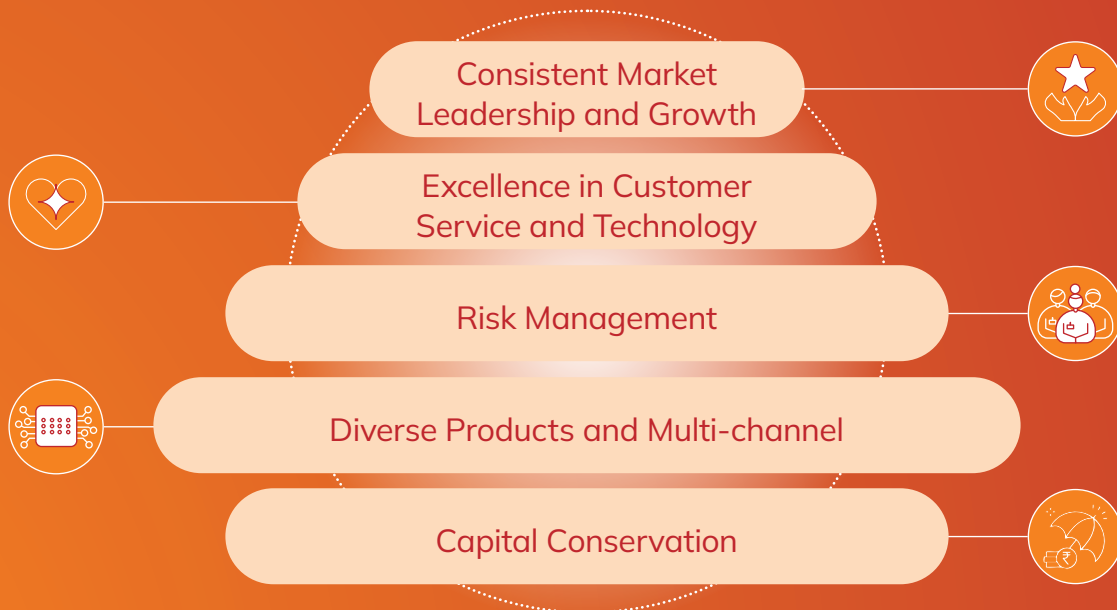 Consistent Market
Leadership and Growth
Excellence in Customer
Service and Technology
Risk Management
Diverse Products and Multi-channel
Capital Conservation
₹